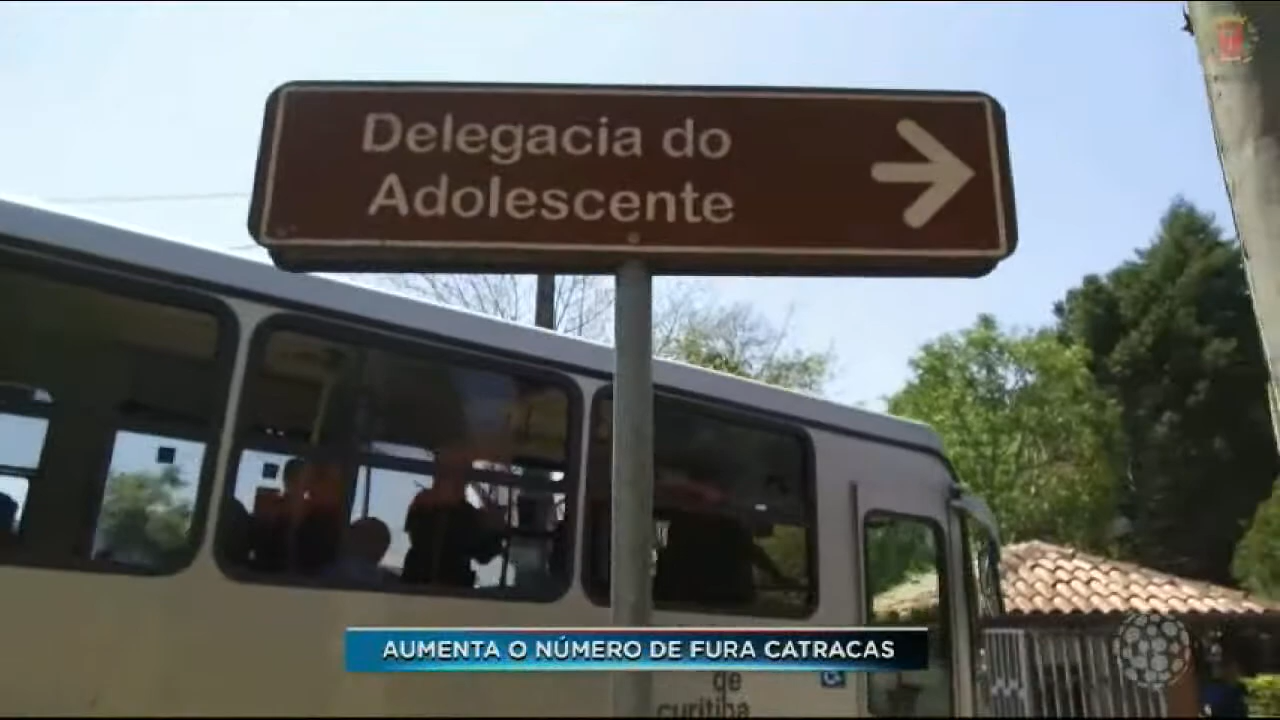 Delegacia do
Adolescente
AUMENTA O NÚMERO DE FURA CATRACAS
de
curitiba